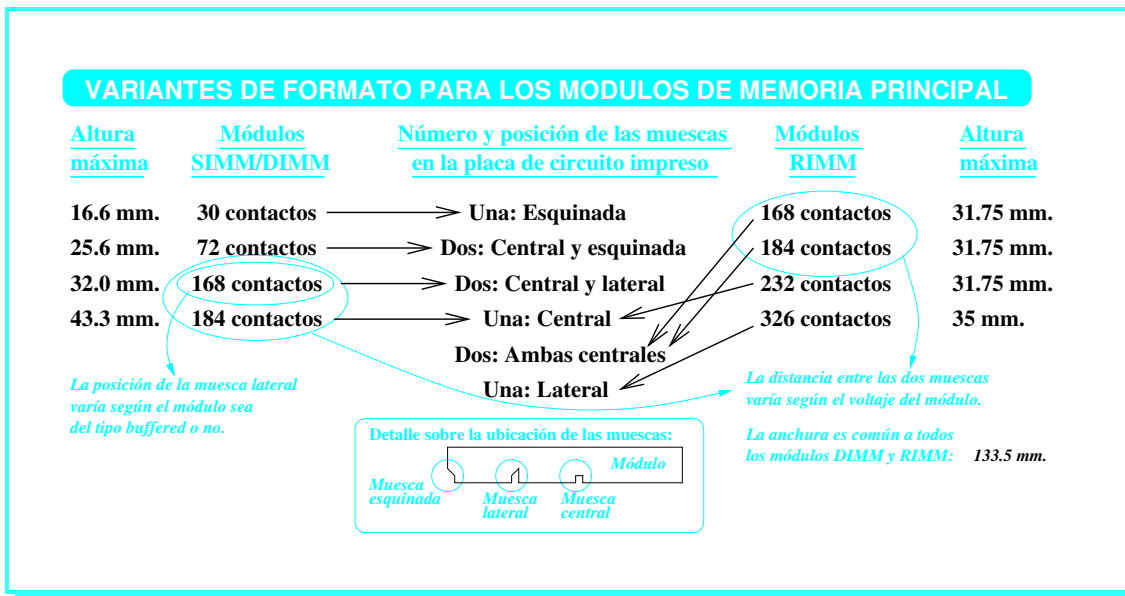 VARIANTES DE FORMATO PARA LOS MODULOS DE MEMORIA PRINCIPAL
Altura máxima
Módulos SIMM/DIMM
Número y posición de las muescas
en la placa de circuito impreso
Módulos RIMM
Altura máxima
16.6 mm. 30 contactos Una: Esquinada 168 contactos 31.75 mm.
25.6 mm. 72 contactos Dos: Central y esquinada 184 contactos 31.75 mm.
32.0 mm. 168 contactos Dos: Central y lateral 232 contactos 31.75 mm.
43.3 mm. 184 contactos Una: Central 326 contactos 35 mm.
Dos: Ambas centrales
Una: Lateral
La posición de la muesca lateral
varía según el módulo sea
del tipo buffered o no.
La distancia entre las dos muescas
varía según el voltaje del módulo.
La anchura es común a todos
los módulos DIMM y RIMM: 133.5 mm.
Detalle sobre la ubicación de las muescas:
Módulo
Muesca
esquinada
Muesca
lateral
Muesca
central